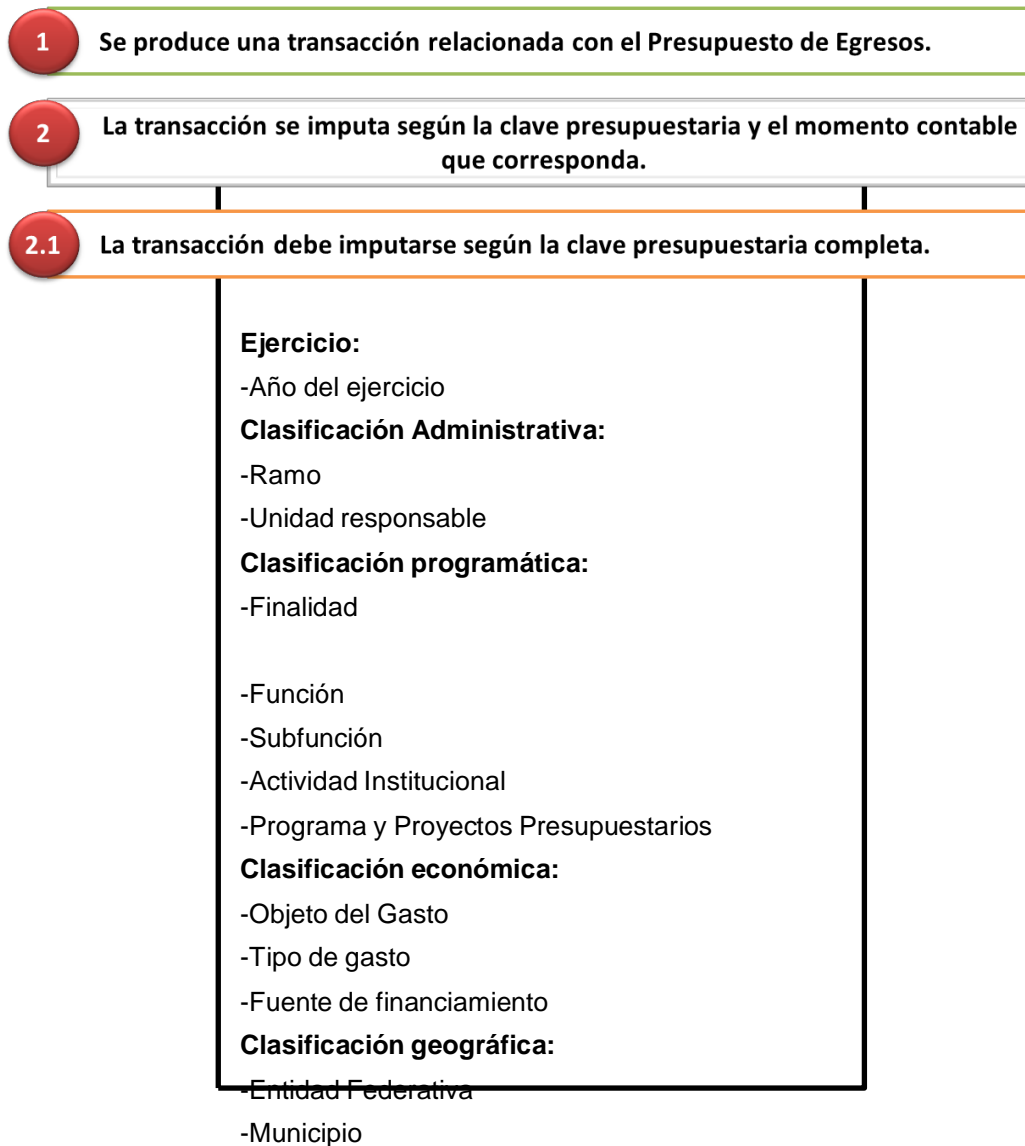 1 Se produce una transacción relacionada con el Presupuesto de Egresos.
2 La transacción se imputa según la clave presupuestaria y el momento contable
que corresponda.
2.1 La transacción debe imputarse según la clave presupuestaria completa.
Ejercicio:
-Año del ejercicio
Clasificación Administrativa:
-Ramo
-Unidad responsable
Clasificación programática:
-Finalidad
-Función
-Subfunción
-Actividad Institucional
-Programa y Proyectos Presupuestarios
Clasificación económica:
-Objeto del Gasto
-Tipo de gasto
-Fuente de financiamiento
Clasificación geográfica:
-Entidad Federativa
-Municipio